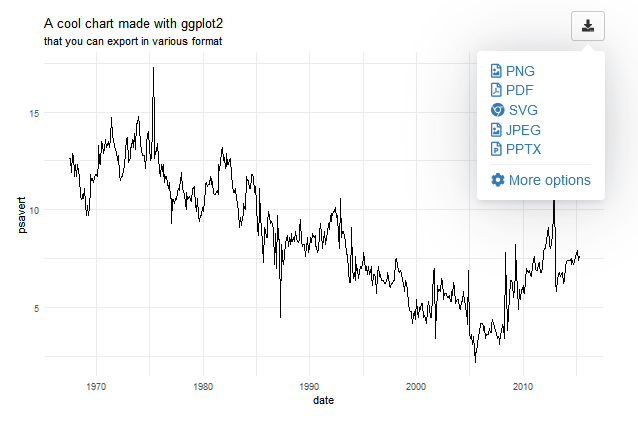 A cool chart made with ggplot2
that you can export in various format
PNG
PDF
SVG
JPEG
PPTX
More options
15
10
5
psavert
1970
1980
1990
2000
2010
date